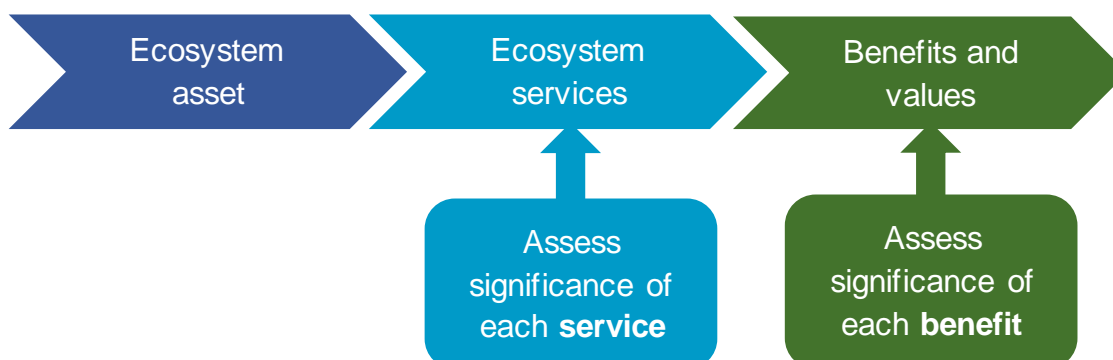 Ecosystem
asset
Ecosystem
services
Benefits and
values
Assess
significance of
each service
Assess
significance of
each benefit